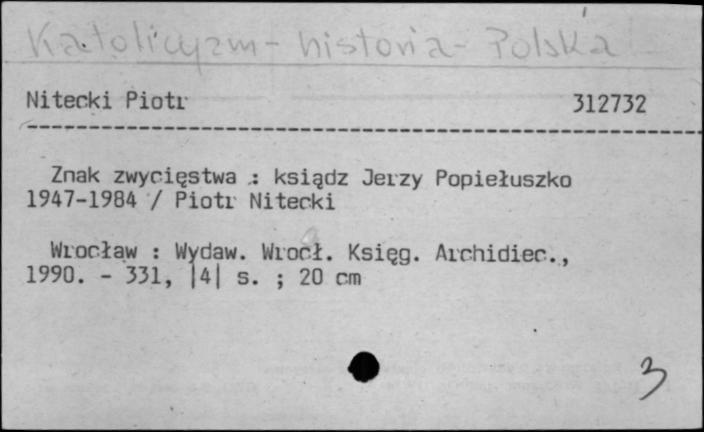 Katolicyzm - historia - Polska
Nitecki Piotr 312732
Znak zwycięstwa : ksiądz Jerzy Popiełuszko
1947-1984 / Piotr Nitecki
Wrocław : Wydaw. Wrocł. Księg. Archidiec.,
1990. - 331, |4| s. ; 20 cm
3